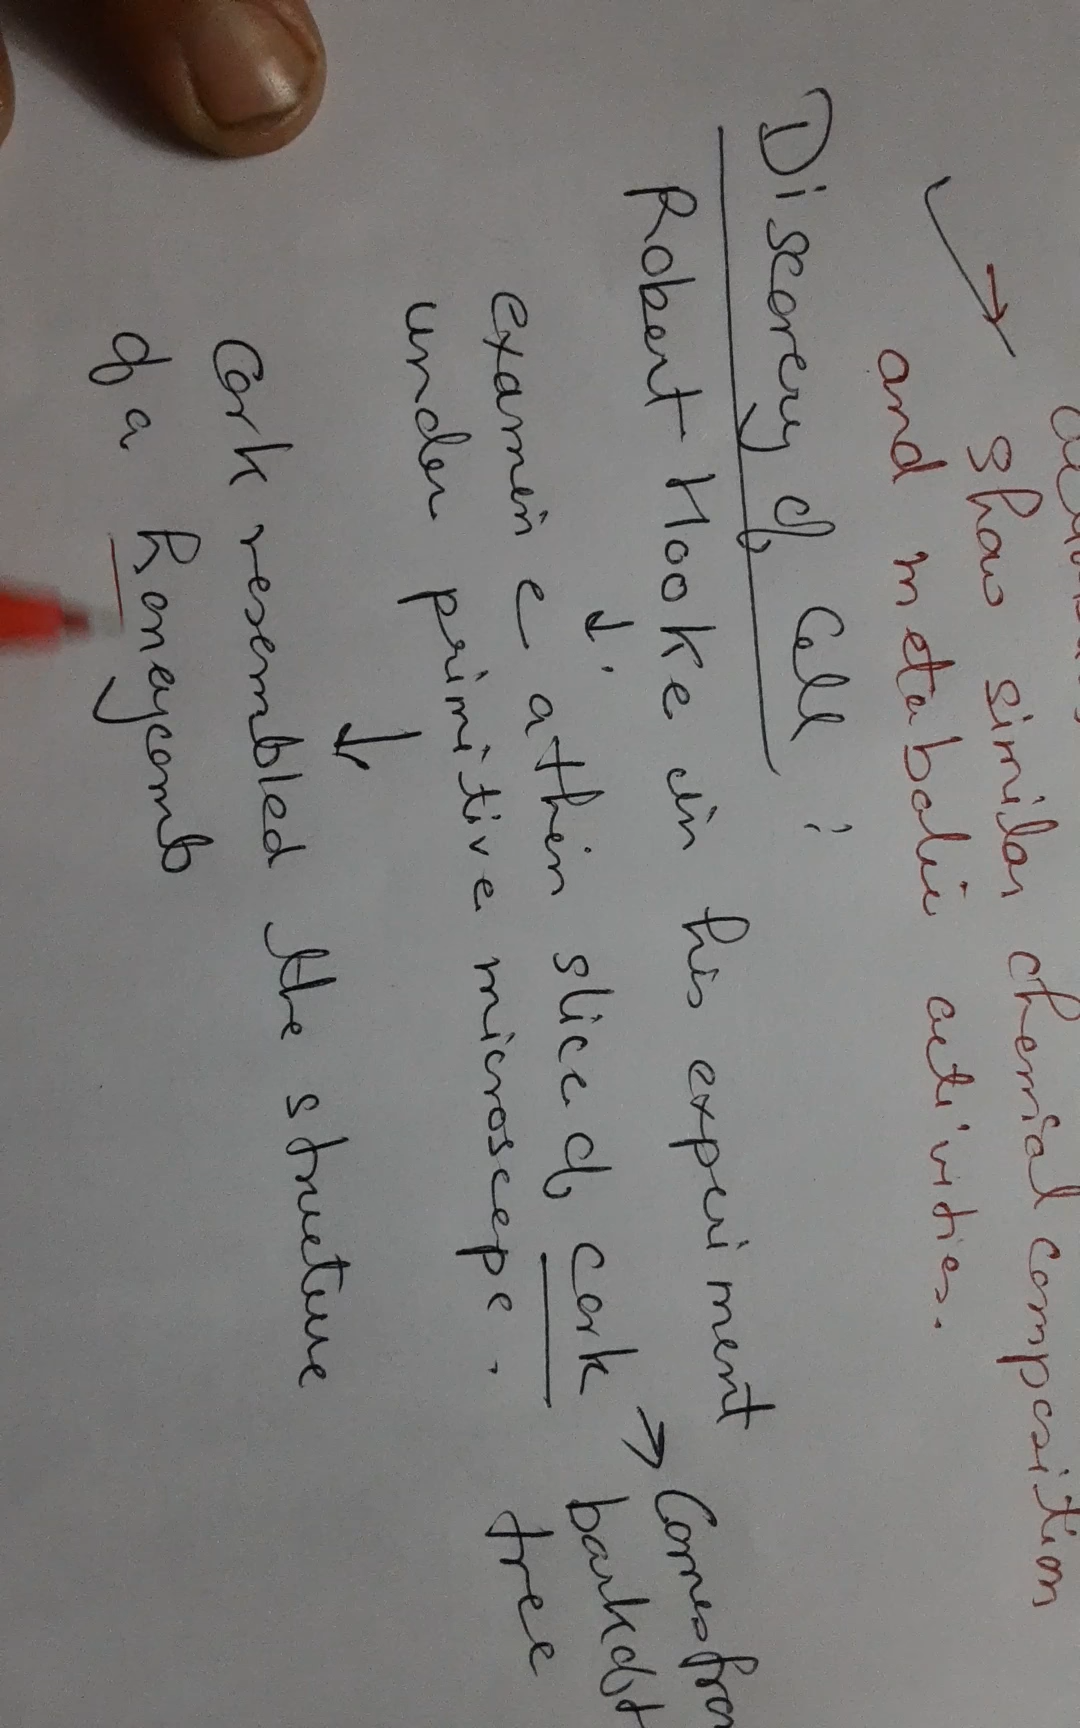 → show similar chemical composition
and metabolic activities.
Discovery of Cell :
Robert Hooke in his experiment
↓
examine a thin slice of cork → Comes from
bark of
tree
under primitive microscope.
↓
Cork resembled the structure
of a honeycomb